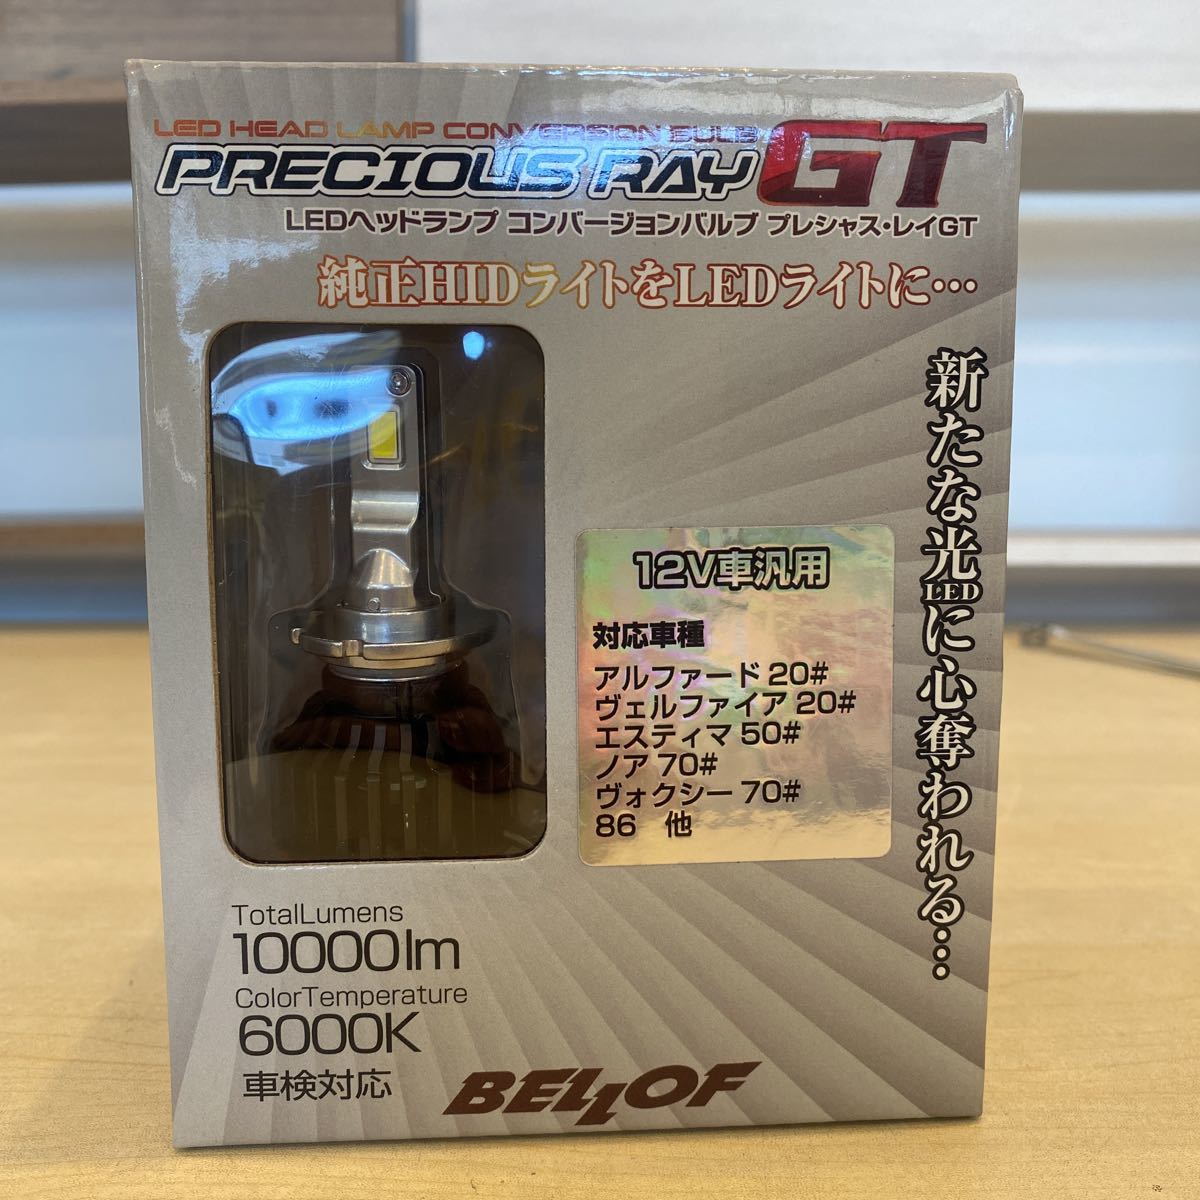 LED HEAD LAMP CONVERSION BULB
PRECIOUS RAY GT
LEDヘッドランプ コンバージョンバルブ プレシャス・レイGT
純正HIDライトをLEDライトに…
新たな光LEDに心奪われる…
12V車汎用
対応車種
アルファード 20#
ヴェルファイア 20#
エスティマ 50#
ノア 70#
ヴォクシー 70#
86 他
TotalLumens
10000lm
ColorTemperature
6000K
車検対応
BELLOF